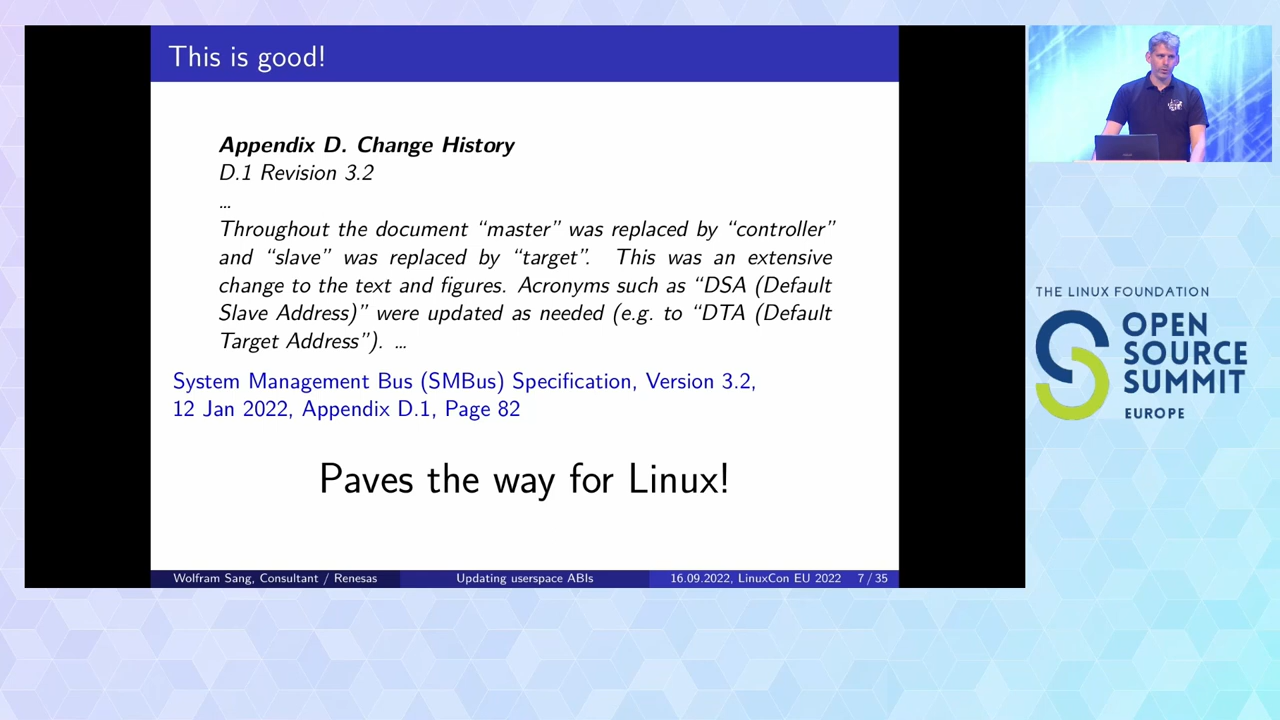 This is good!
Appendix D. Change History
D.1 Revision 3.2
...
Throughout the document “master” was replaced by “controller”
and “slave” was replaced by “target”. This was an extensive
change to the text and figures. Acronyms such as “DSA (Default
Slave Address)” were updated as needed (e.g. to “DTA (Default
Target Address”). ...
System Management Bus (SMBus) Specification, Version 3.2,
12 Jan 2022, Appendix D.1, Page 82
Paves the way for Linux!
Wolfram Sang, Consultant / Renesas
Updating userspace ABIs
16.09.2022, LinuxCon EU 2022 7 / 35
THE LINUX FOUNDATION
OPEN
SOURCE
SUMMIT
EUROPE